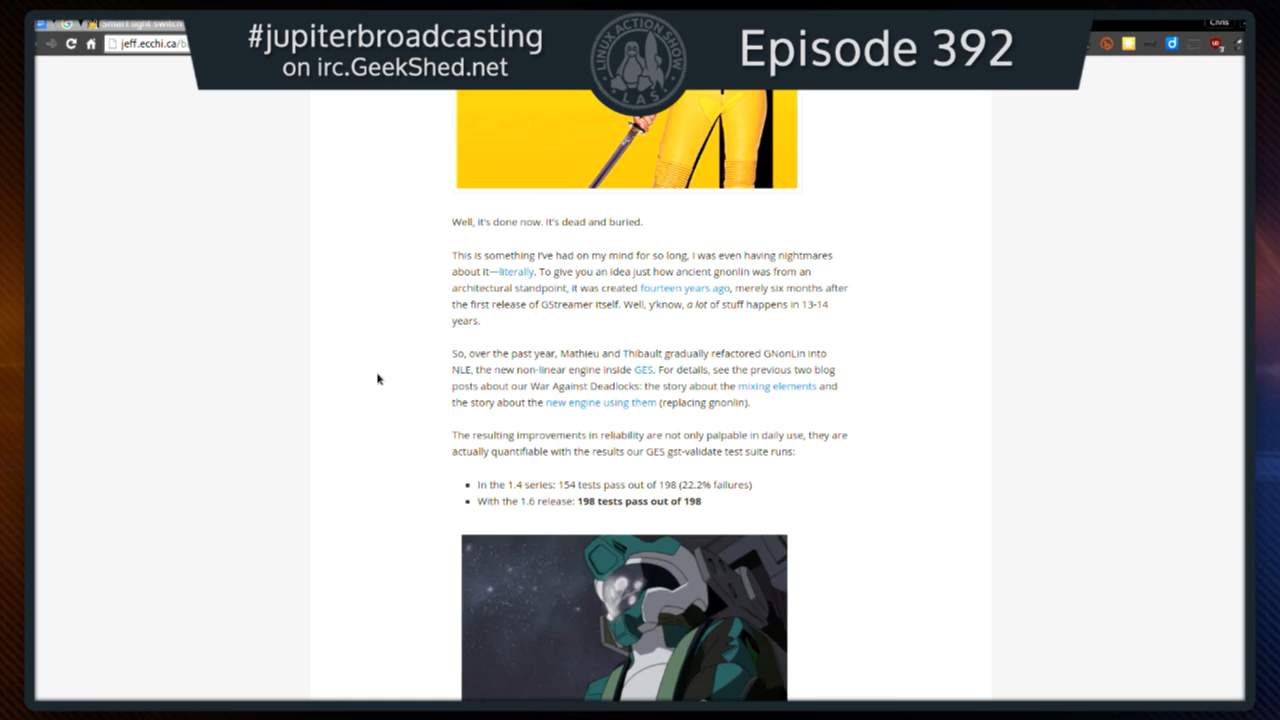 Smart light switch
Chris
jeff.ecchi.ca/b
#jupiterbroadcasting
on irc.GeekShed.net
LINUX ACTION SHOW
LAS
Episode 392
Well, it's done now. It's dead and buried.
This is something I've had on my mind for so long, I was even having nightmares
about it—literally. To give you an idea just how ancient gnonlin was from an
architectural standpoint, it was created fourteen years ago, merely six months after
the first release of GStreamer itself. Well, y'know, a lot of stuff happens in 13-14
years.
So, over the past year, Mathieu and Thibault gradually refactored GNonLin into
NLE, the new non-linear engine inside GES. For details, see the previous two blog
posts about our War Against Deadlocks: the story about the mixing elements and
the story about the new engine using them (replacing gnonlin).
The resulting improvements in reliability are not only palpable in daily use, they are
actually quantifiable with the results our GES gst-validate test suite runs:
▪ In the 1.4 series: 154 tests pass out of 198 (22.2% failures)
▪ With the 1.6 release: 198 tests pass out of 198